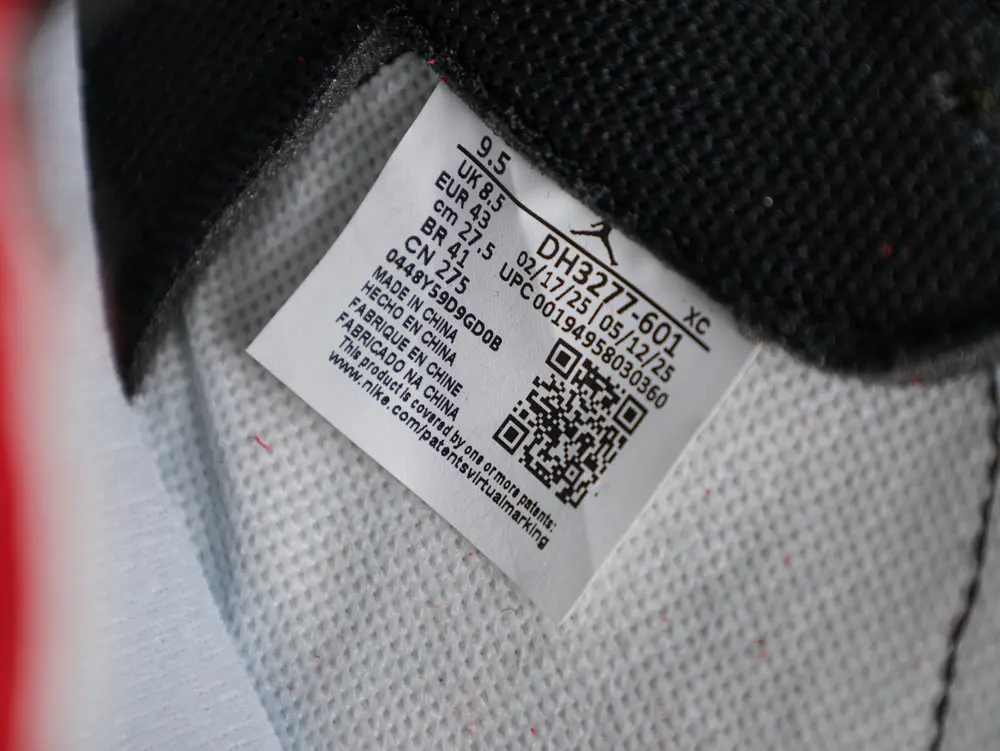 9.5
UK 8.5
EUR 43
cm 27.5
BR 41
CN 275
0448Y59D9GD0B
MADE IN CHINA
HECHO EN CHINA
FABRIQUE EN CHINE
FABRICADO NA CHINA
This product is covered by one or more patents:
www.nike.com/patentsvirtualmarking
XC
DH3277-601
02/17/25 | 05/12/25
UPC 00194958030360